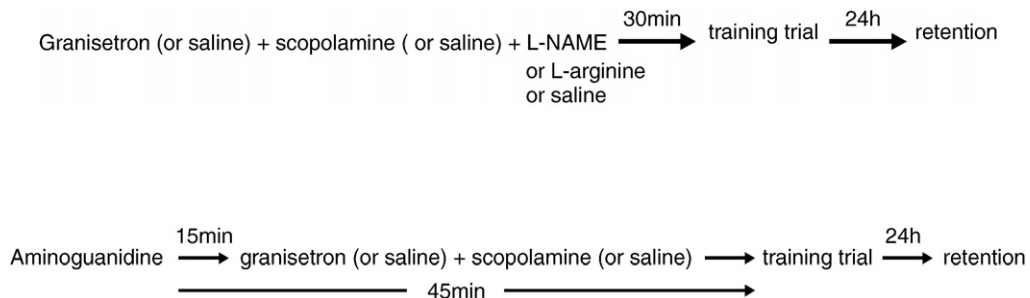 30min
24h
Granisetron (or saline) + scopolamine ( or saline) + L-NAME
training trial
retention
or L-arginine
or saline
15min
24h
Aminoguanidine
granisetron (or saline) + scopolamine (or saline)
training trial
retention
45min